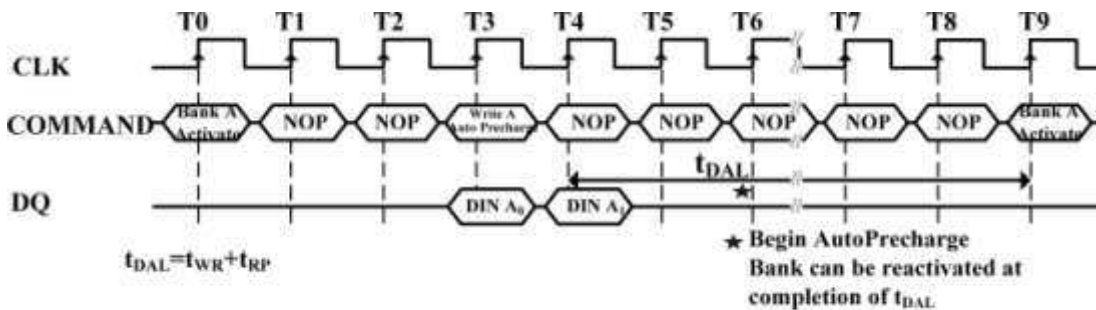 T0 T1 T2 T3 T4 T5 T6 T7 T8 T9
CLK
COMMAND Bank A Activate NOP NOP Write A Auto Precharge NOP NOP NOP NOP NOP Bank A Activate
tDAL
DQ DIN A0 DIN A1
★ Begin AutoPrecharge
tDAL=tWR+tRP Bank can be reactivated at
completion of tDAL